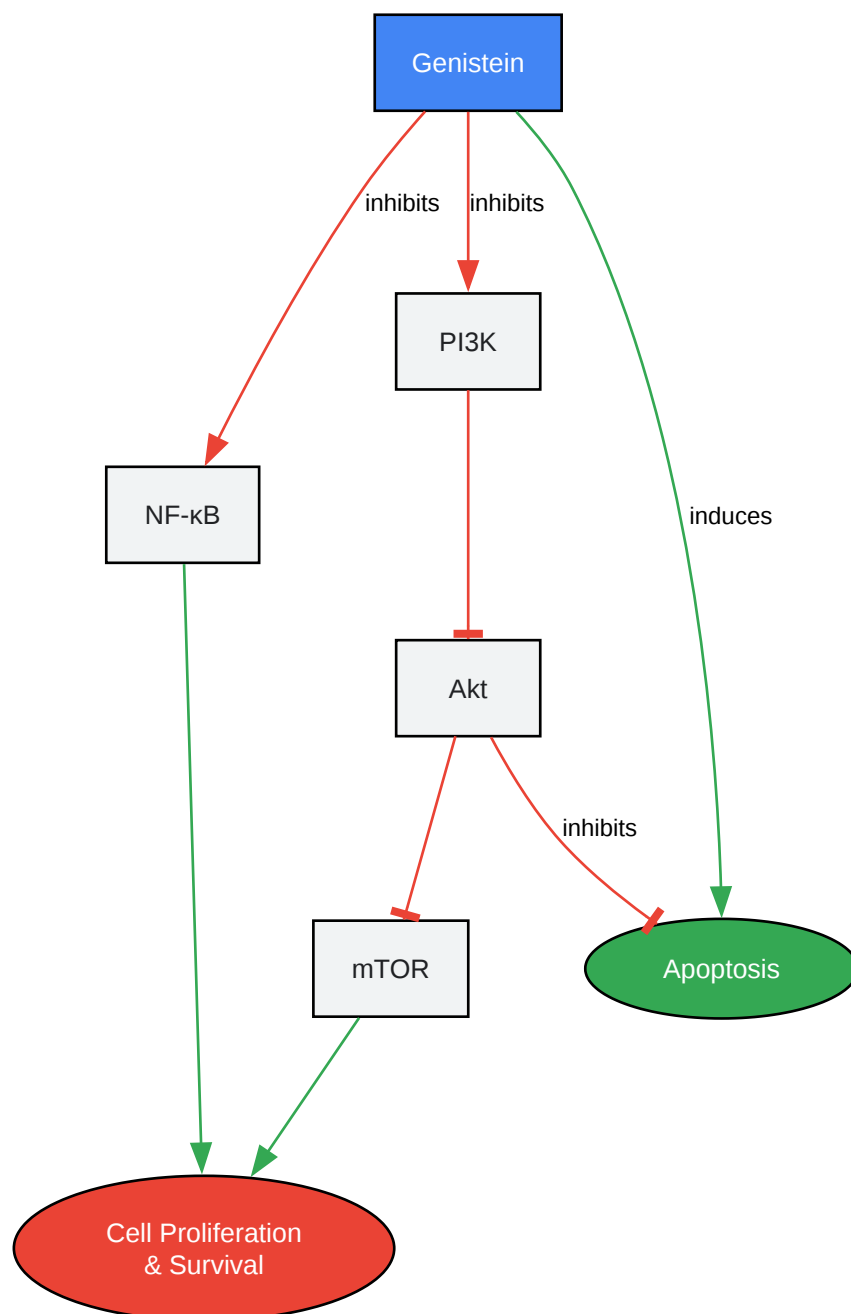 Genistein
inhibits
inhibits
PI3K
NF-κB
induces
Akt
inhibits
mTOR
Apoptosis
Cell Proliferation
& Survival